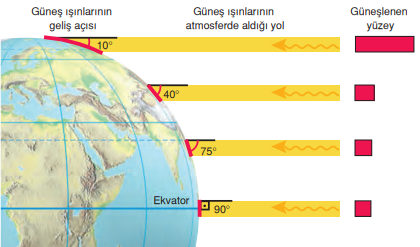 Güneş ışınlarının
geliş açısı
Güneş ışınlarının
atmosferde aldığı yol
Güneşlenen
yüzey
10°
40°
75°
Ekvator
90°